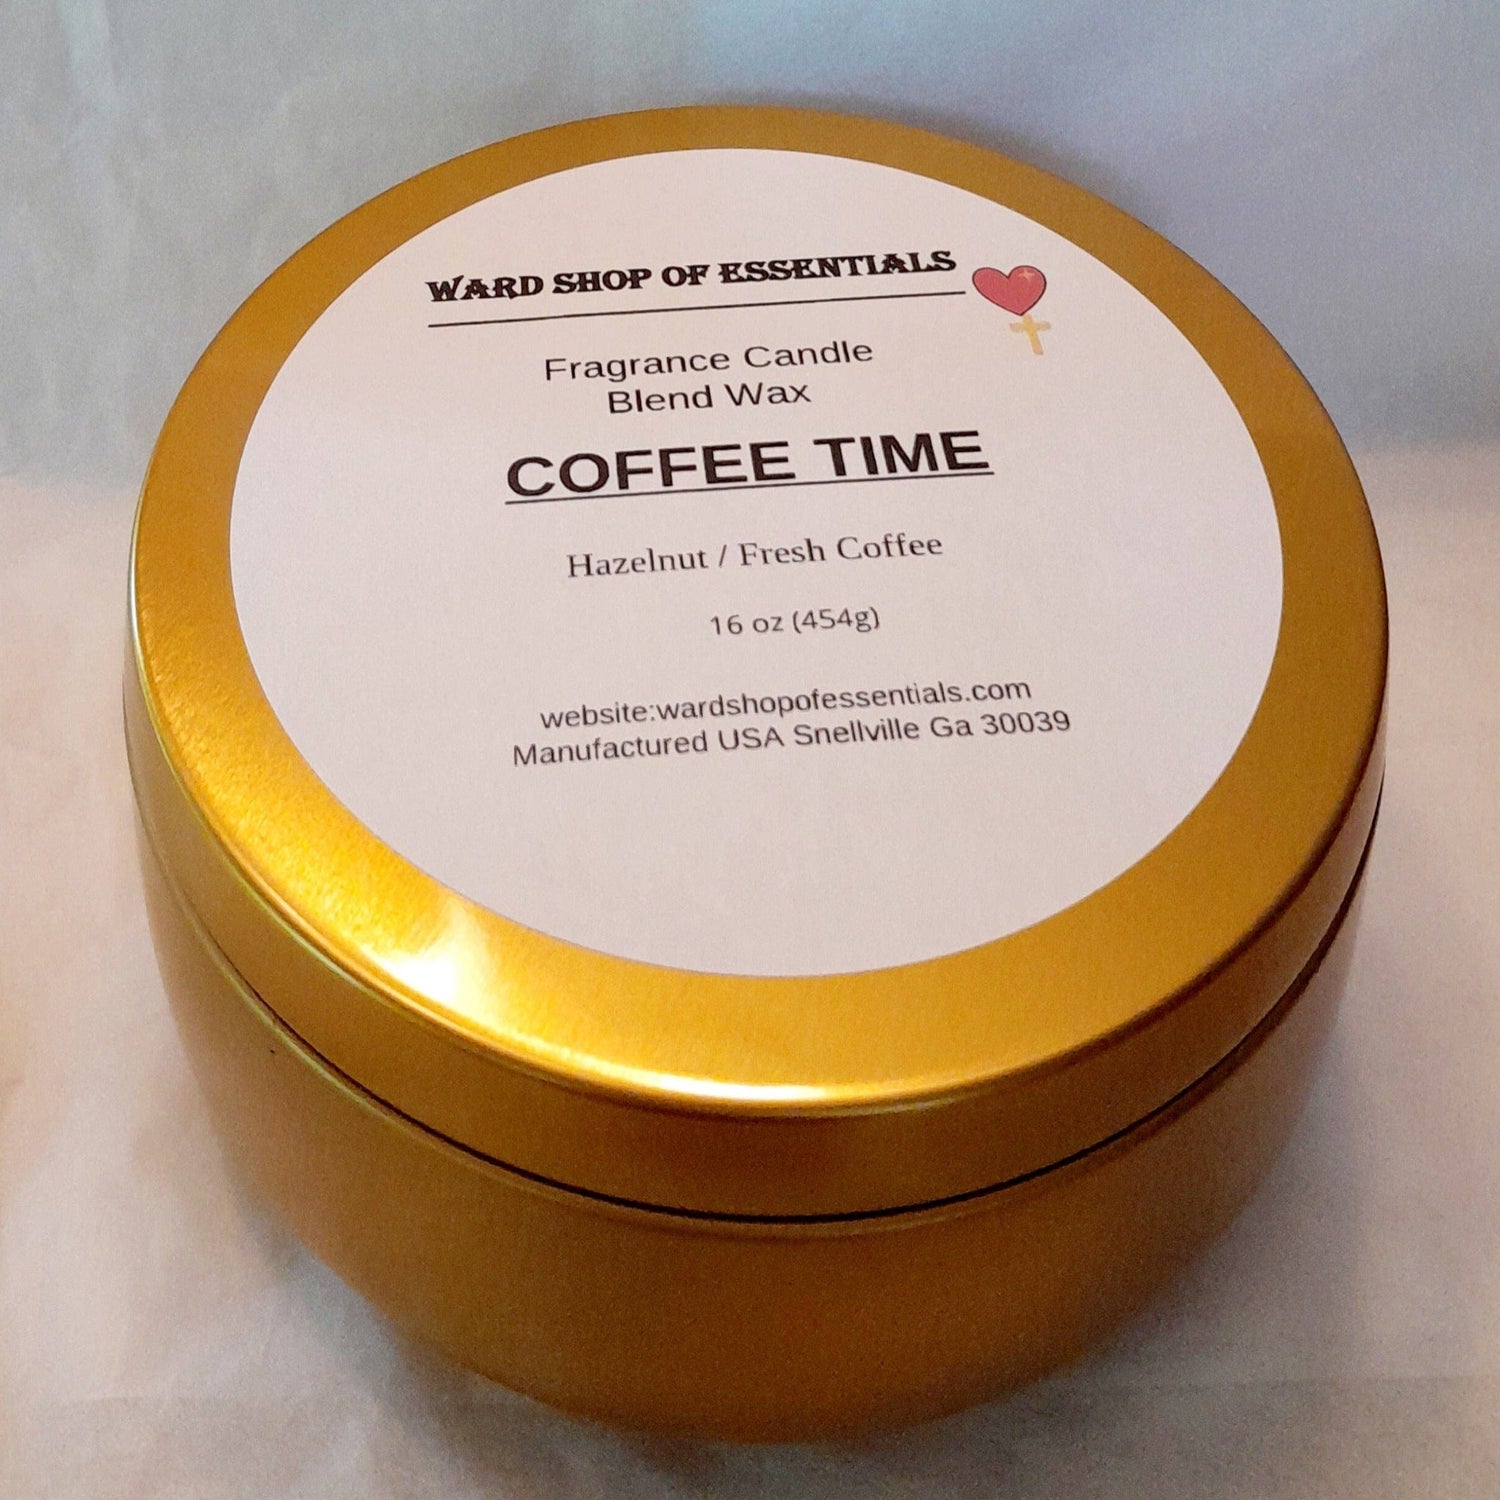 WARD SHOP OF ESSENTIALS
Fragrance Candle
Blend Wax
COFFEE TIME
Hazelnut / Fresh Coffee
16 oz (454g)
website:wardshopofessentials.com
Manufactured USA Snellville Ga 30039